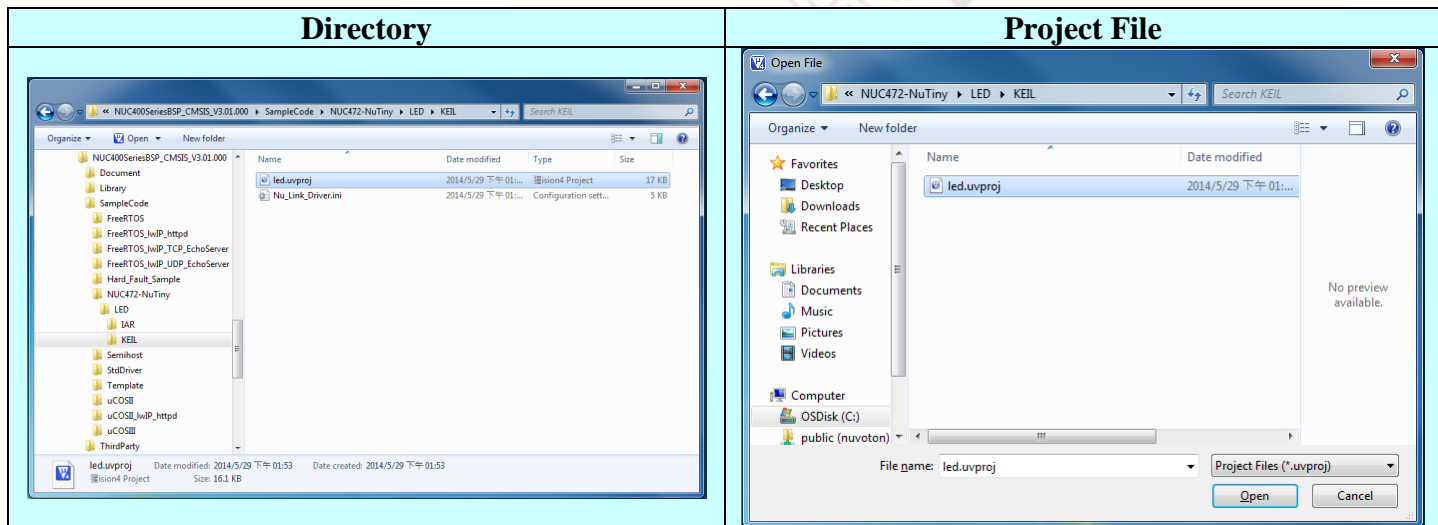 Directory
Project File
« NUC400SeriesBSP_CMSIS_V3.01.000 ▸ SampleCode ▸ NUC472-NuTiny ▸ LED ▸ KEIL
Search KEIL
Organize ▾ Open ▾ New folder
NUC400SeriesBSP_CMSIS_V3.01.000
Document
Library
SampleCode
FreeRTOS
FreeRTOS_lwIP_httpd
FreeRTOS_lwIP_TCP_EchoServer
FreeRTOS_lwIP_UDP_EchoServer
Hard_Fault_Sample
NUC472-NuTiny
LED
IAR
KEIL
Semihost
StdDriver
Template
uCOSII
uCOSII_lwIP_httpd
uCOSIII
ThirdParty
Name Date modified Type Size
led.uvproj 2014/5/29 下午 01:... ision4 Project 17 KB
Nu_Link_Driver.ini 2014/5/29 下午 01:... Configuration sett... 5 KB
led.uvproj Date modified: 2014/5/29 下午 01:53 Date created: 2014/5/29 下午 01:53
ision4 Project Size: 16.1 KB
Open File
« NUC472-NuTiny ▸ LED ▸ KEIL
Search KEIL
Organize ▾ New folder
Favorites
Desktop
Downloads
Recent Places
Libraries
Documents
Music
Pictures
Videos
Computer
OSDisk (C:)
public (nuvoton)
Name Date modified
led.uvproj 2014/5/29 下午 01:...
No preview
available.
File name: led.uvproj
Project Files (*.uvproj)
Open Cancel